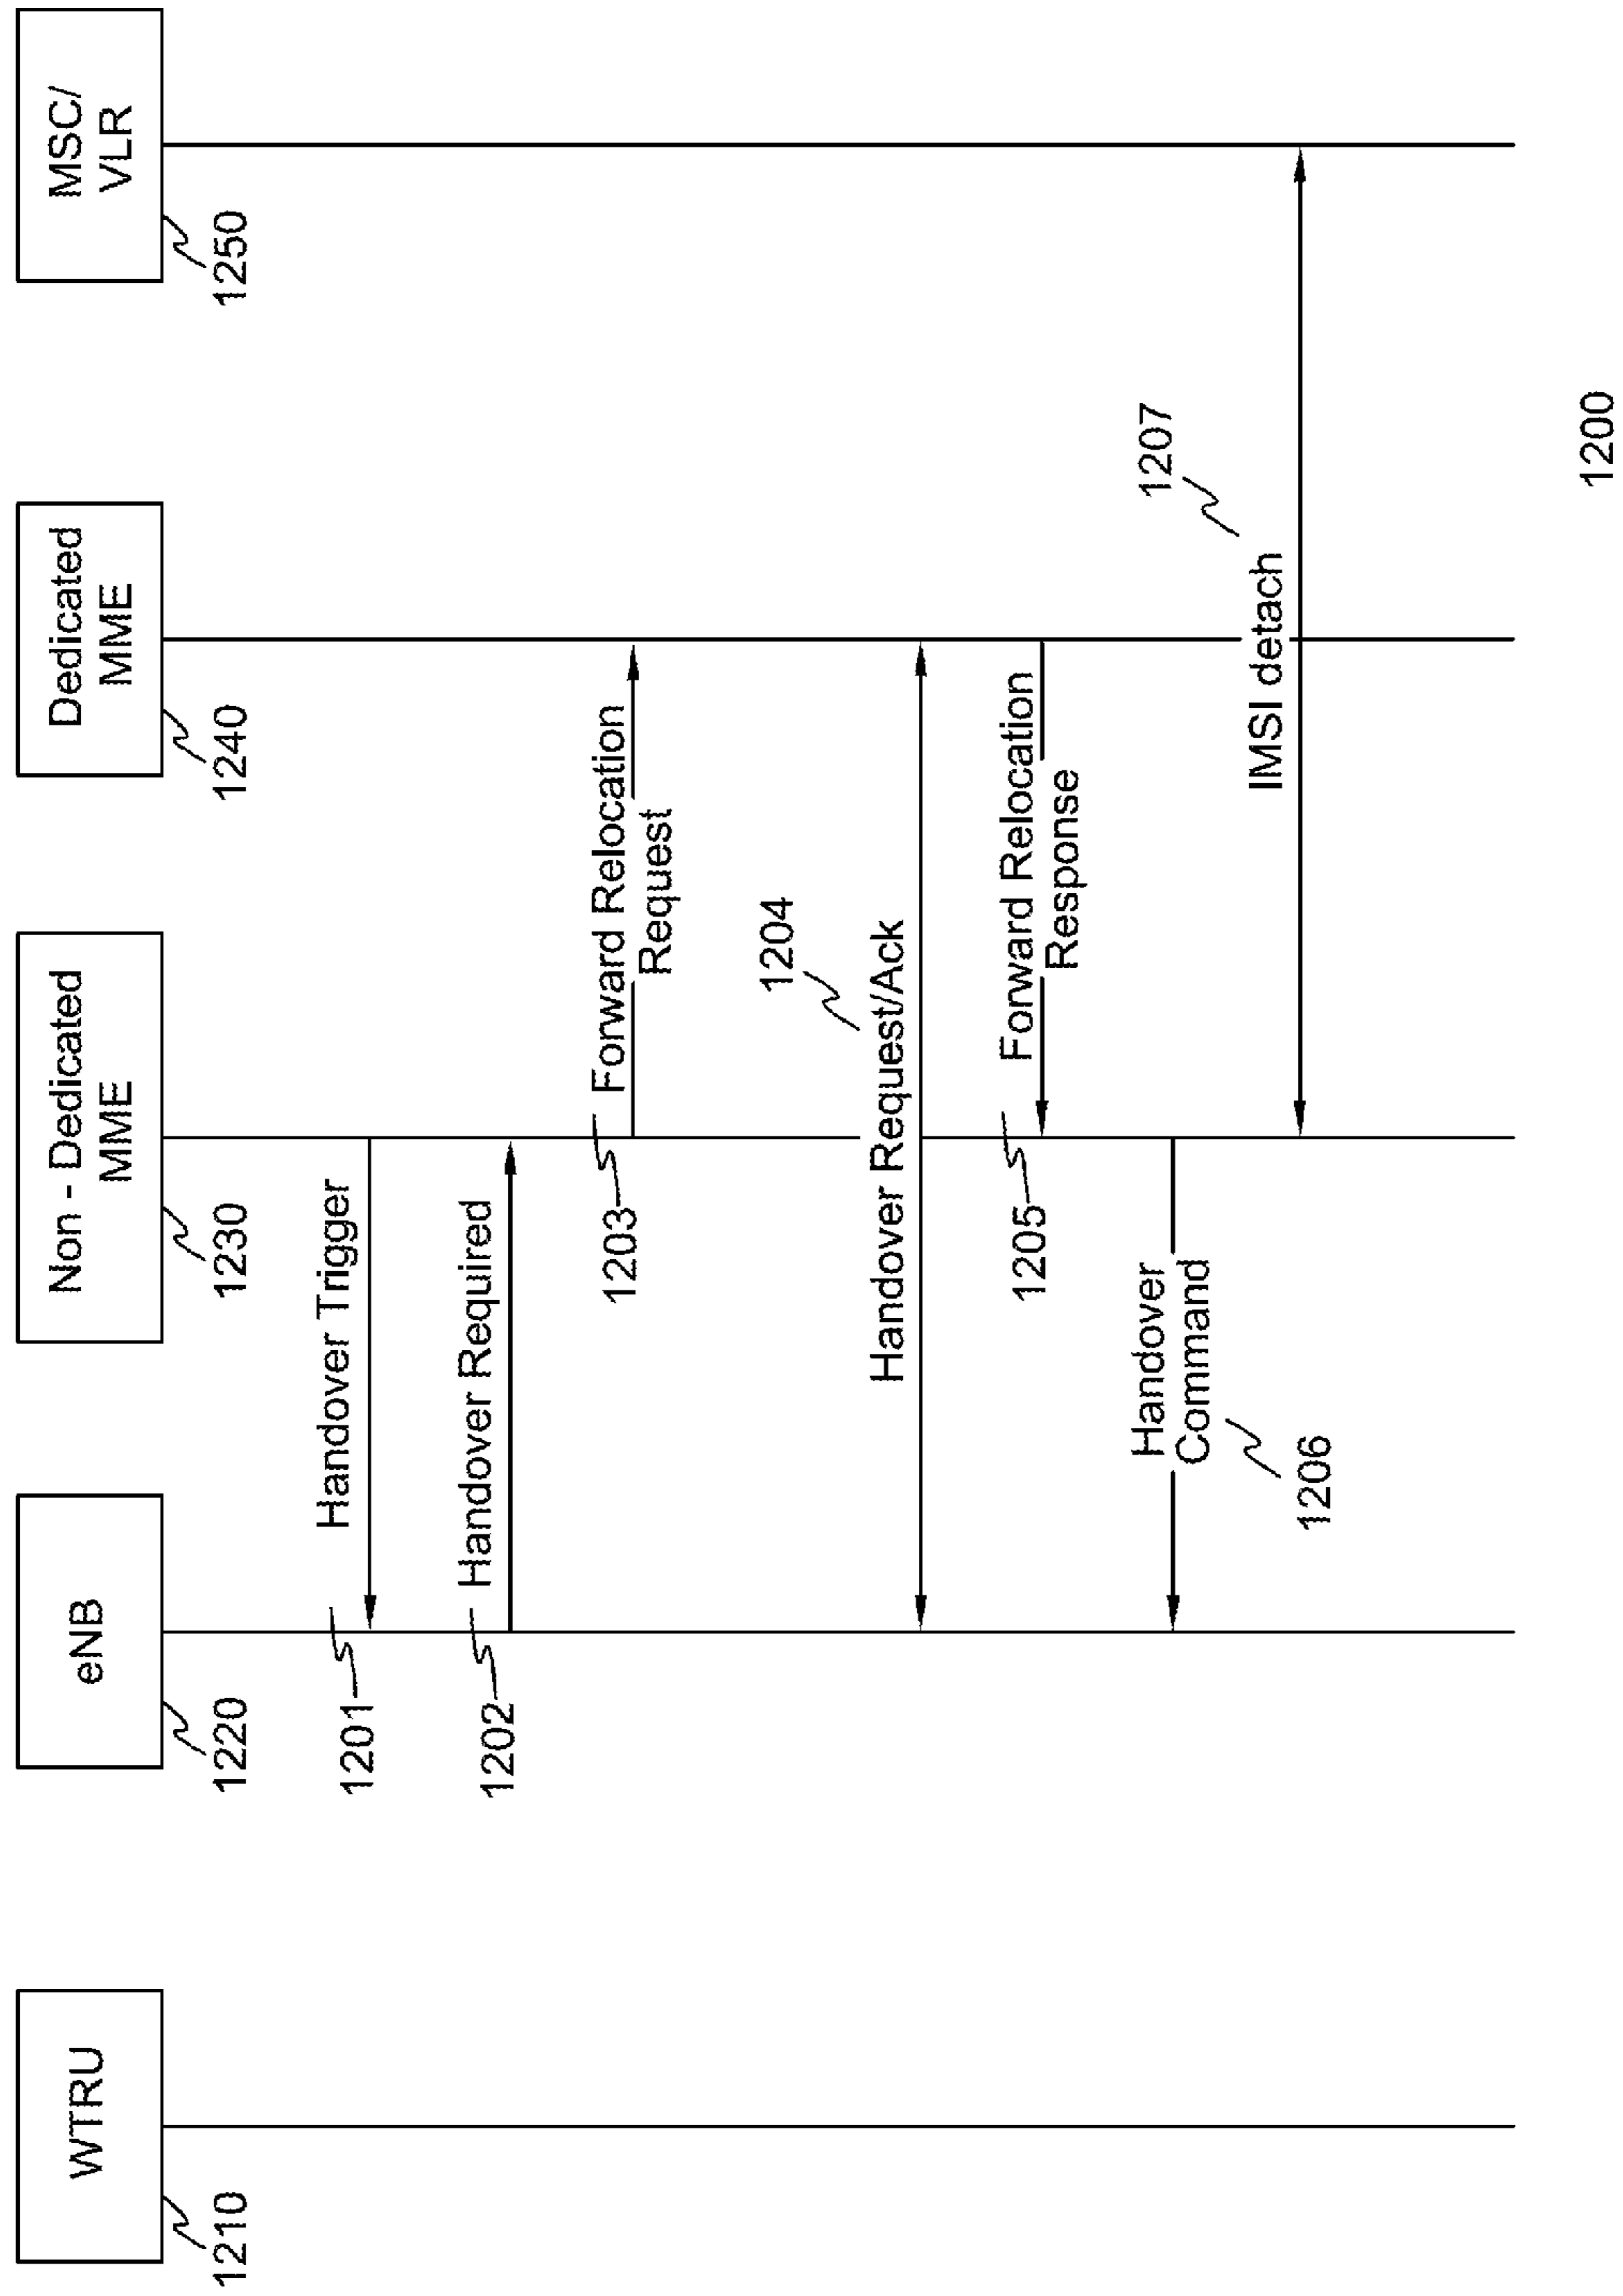 WTRU
1210
eNB
1220
Non - Dedicated
MME
1230
Dedicated
MME
1240
MSC/
VLR
1250
1201
Handover Trigger
1202
Handover Required
1203
Forward Relocation
Request
1204
Handover Request/Ack
1205
Forward Relocation
Response
Handover
Command
1206
1207
IMSI detach
1200